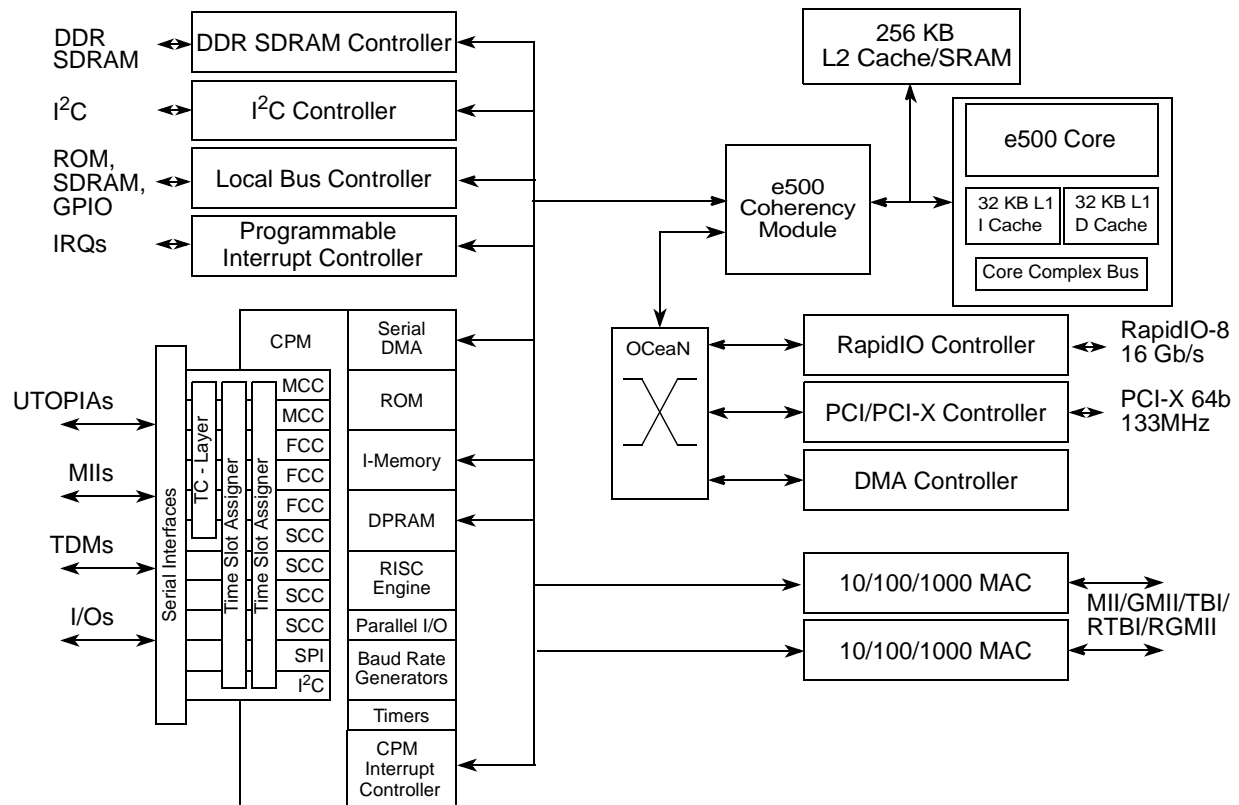 DDR
SDRAM
DDR SDRAM Controller
I²C
I²C Controller
ROM,
SDRAM,
GPIO
Local Bus Controller
IRQs
Programmable
Interrupt Controller
256 KB
L2 Cache/SRAM
e500
Coherency
Module
e500 Core
32 KB L1
I Cache
32 KB L1
D Cache
Core Complex Bus
OCeaN
RapidIO Controller
RapidIO-8
16 Gb/s
PCI/PCI-X Controller
PCI-X 64b
133MHz
DMA Controller
10/100/1000 MAC
10/100/1000 MAC
MII/GMII/TBI/
RTBI/RGMII
UTOPIAs
MIIs
TDMs
I/Os
Serial Interfaces
TC - Layer
Time Slot Assigner
Time Slot Assigner
CPM
MCC
MCC
FCC
FCC
FCC
SCC
SCC
SCC
SCC
SPI
I²C
Serial
DMA
ROM
I-Memory
DPRAM
RISC
Engine
Parallel I/O
Baud Rate
Generators
Timers
CPM
Interrupt
Controller